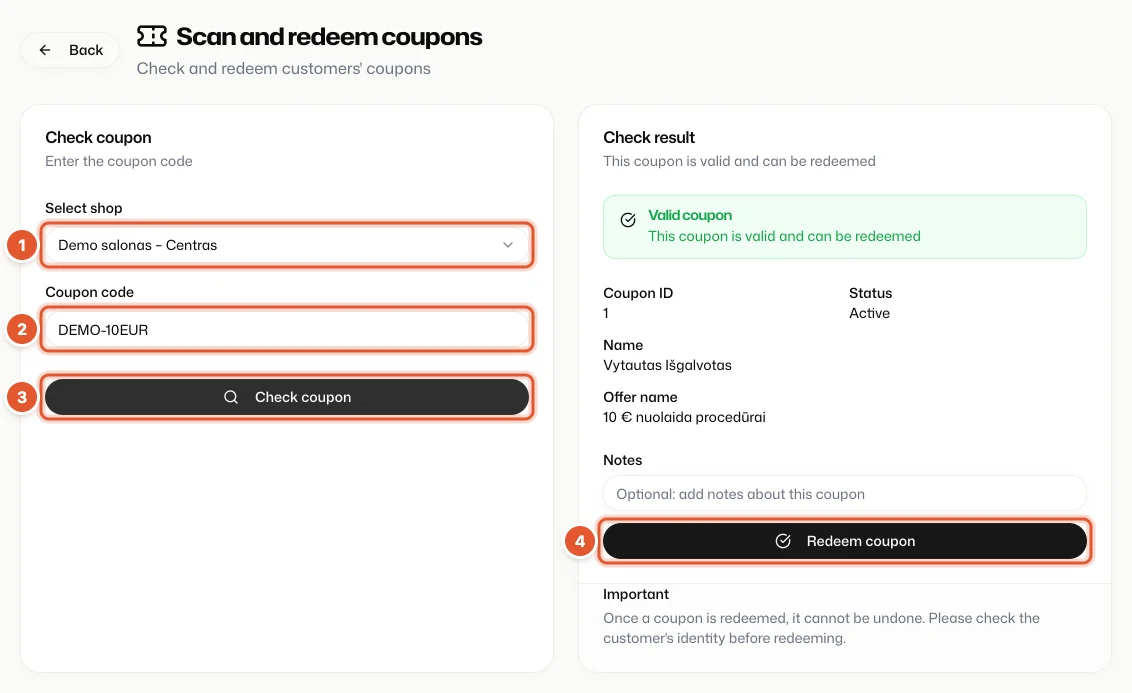 Back
Scan and redeem coupons
Check and redeem customers' coupons
Check coupon
Enter the coupon code
Select shop
1
Demo salonas – Centras
Coupon code
2
DEMO-10EUR
3
Check coupon
Check result
This coupon is valid and can be redeemed
Valid coupon
This coupon is valid and can be redeemed
Coupon ID
1
Status
Active
Name
Vytautas Išgalvotas
Offer name
10 € nuolaida procedūrai
Notes
Optional: add notes about this coupon
4
Redeem coupon
Important
Once a coupon is redeemed, it cannot be undone. Please check the
customer's identity before redeeming.